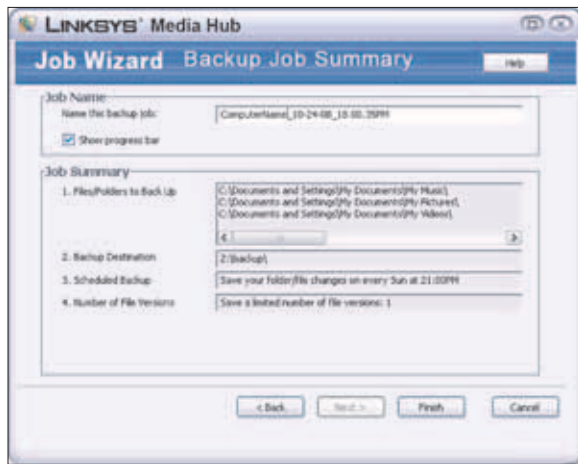 LINKSYS® Media Hub
Job Wizard Backup Job Summary Help
Job Name
Name this backup job: ComputerName_10-24-08_18.00.35PM
Show progress bar
Job Summary
1. Files/Folders to Back Up
C:\Documents and Settings\My Documents\My Music\
C:\Documents and Settings\My Documents\My Pictures\
C:\Documents and Settings\My Documents\My Videos\
2. Backup Destination Z:\Backup\
3. Scheduled Backup Save your folder/file changes on every Sun at 21:00PM
4. Number of File Versions Save a limited number of file versions: 1
< Back Next > Finish Cancel